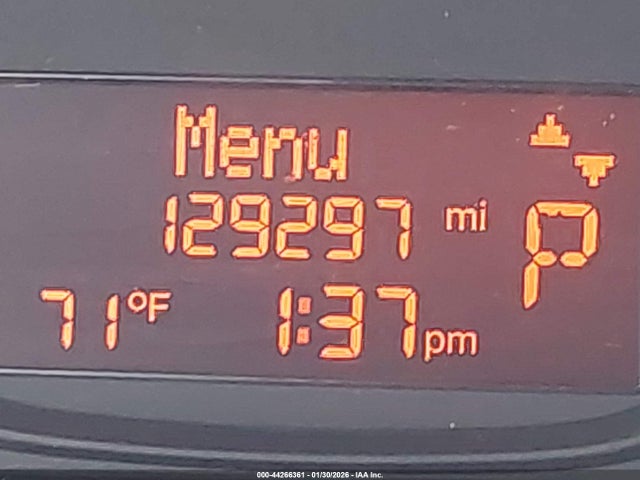 Menu
129297 mi
P
71°F 1:37 pm
000-44266361 - 01/30/2026 - IAA Inc.